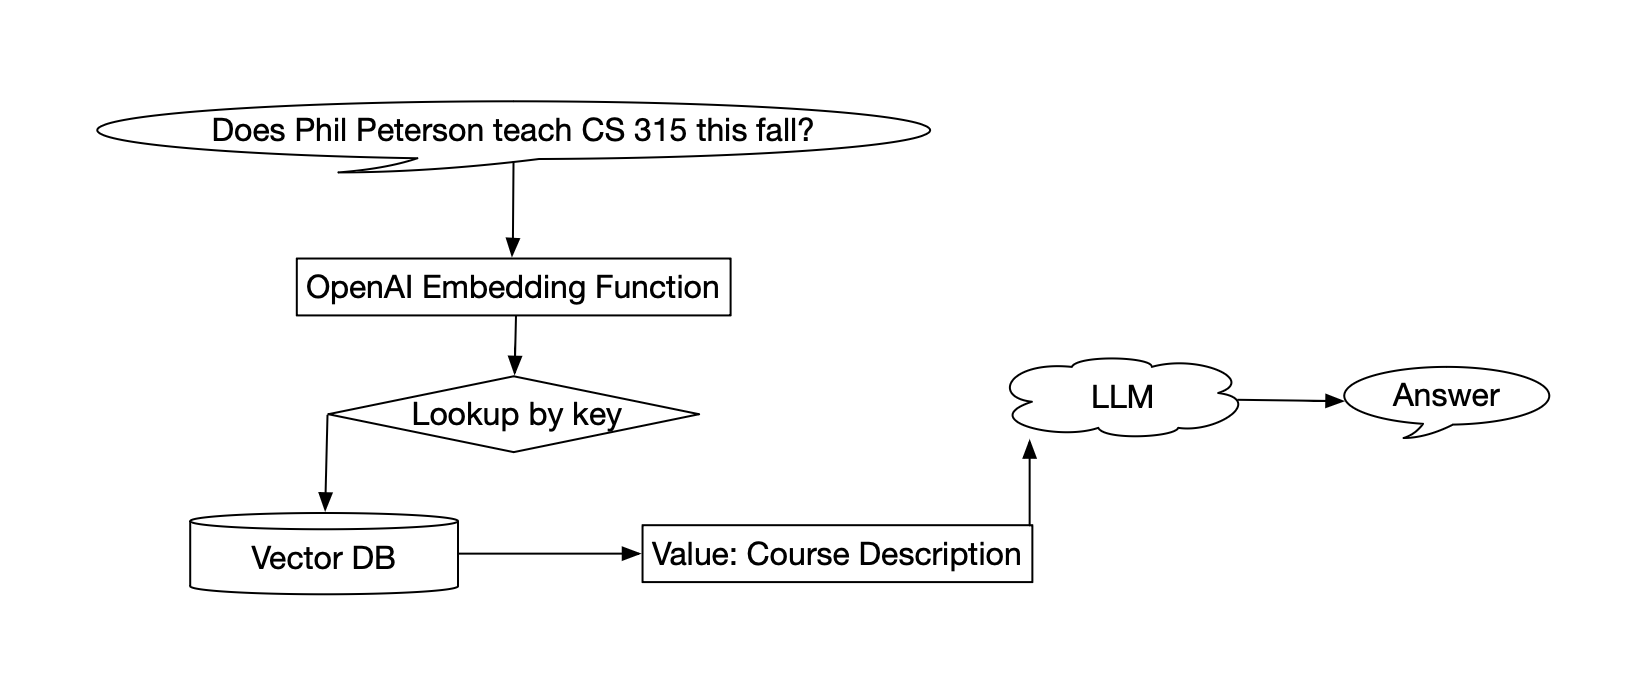 Does Phil Peterson teach CS 315 this fall?
OpenAI Embedding Function
Lookup by key
Vector DB
Value: Course Description
LLM
Answer